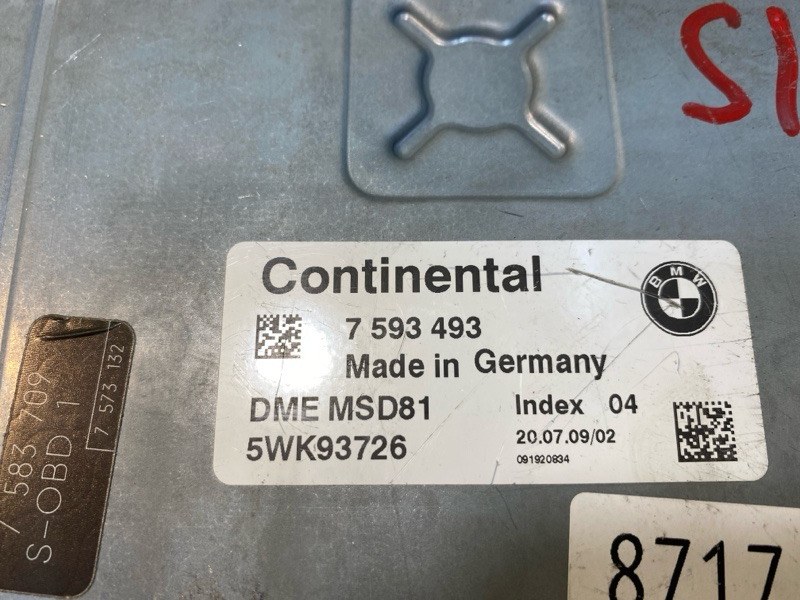 S1
Continental
BMW
7 593 493
Made in Germany
DME MSD81
Index 04
5WK93726
20.07.09/02
091920834
7 583 709
S-OBD 1
7 573 132
8717